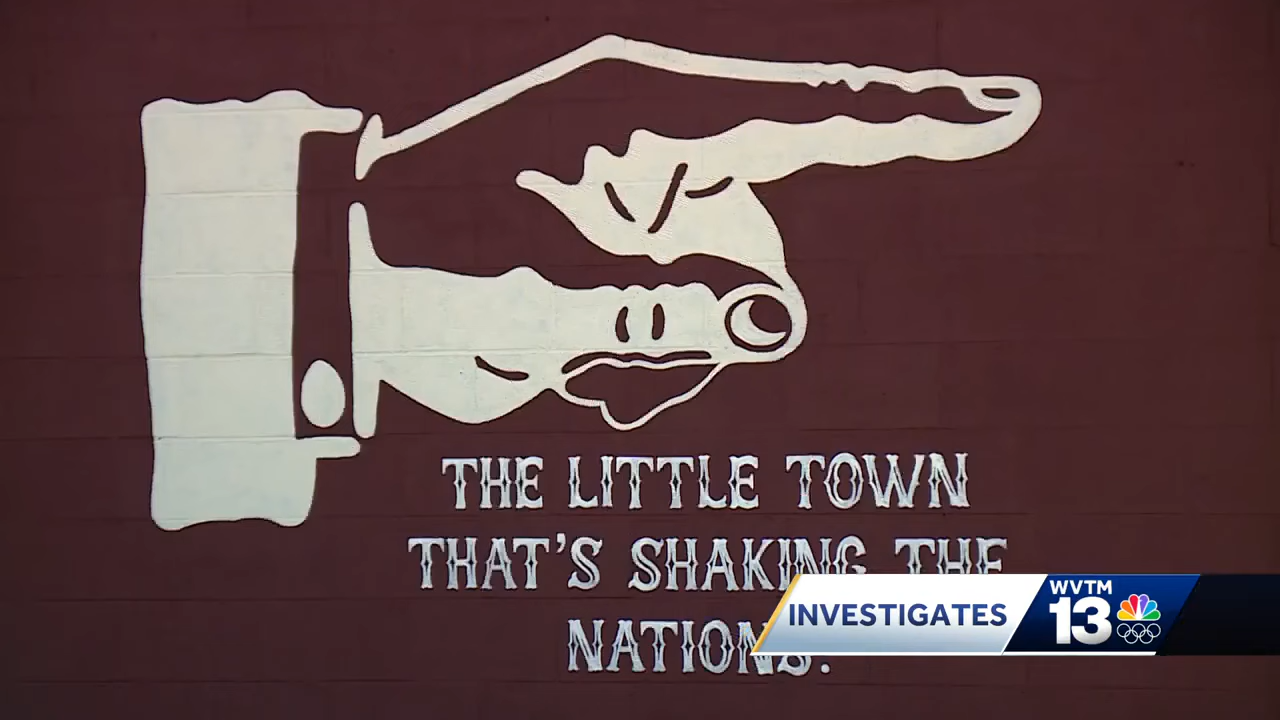 THE LITTLE TOWN
THAT'S SHAKING THE
NATIONS.
INVESTIGATES
WVTM
13